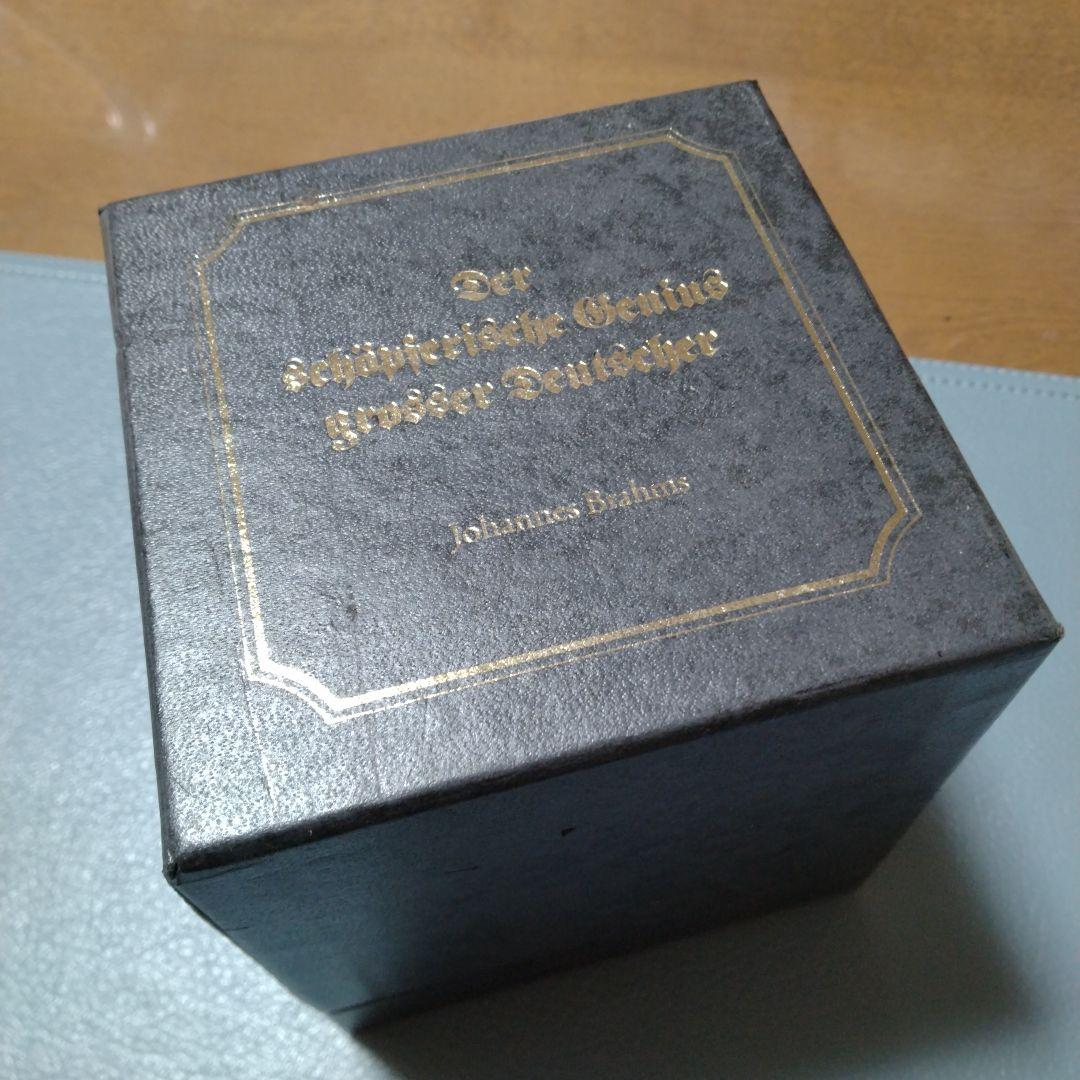 Der
schöpferische Genius
grosser Deutscher
Johannes Brahms